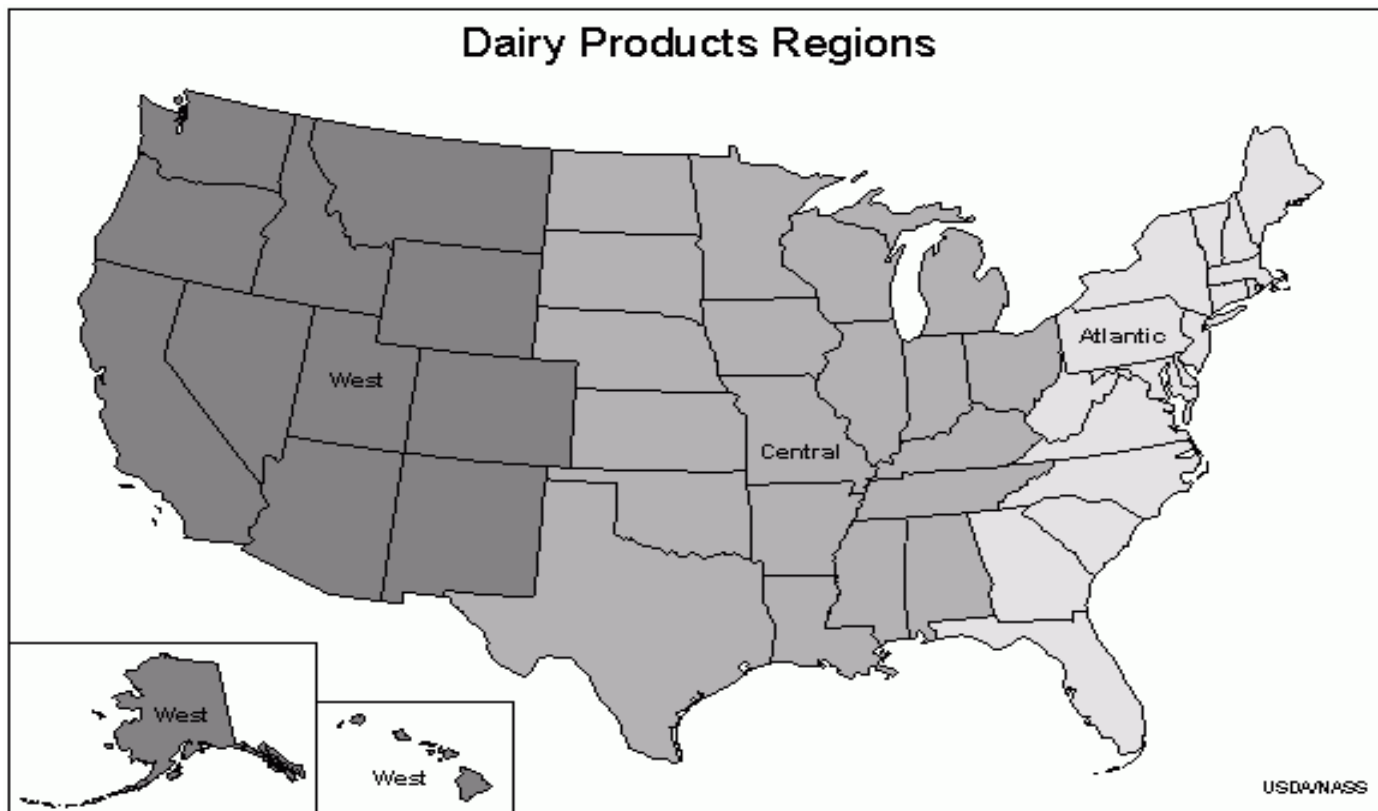 Dairy Products Regions
Atlantic
West
Central
West
West
USDA/NASS